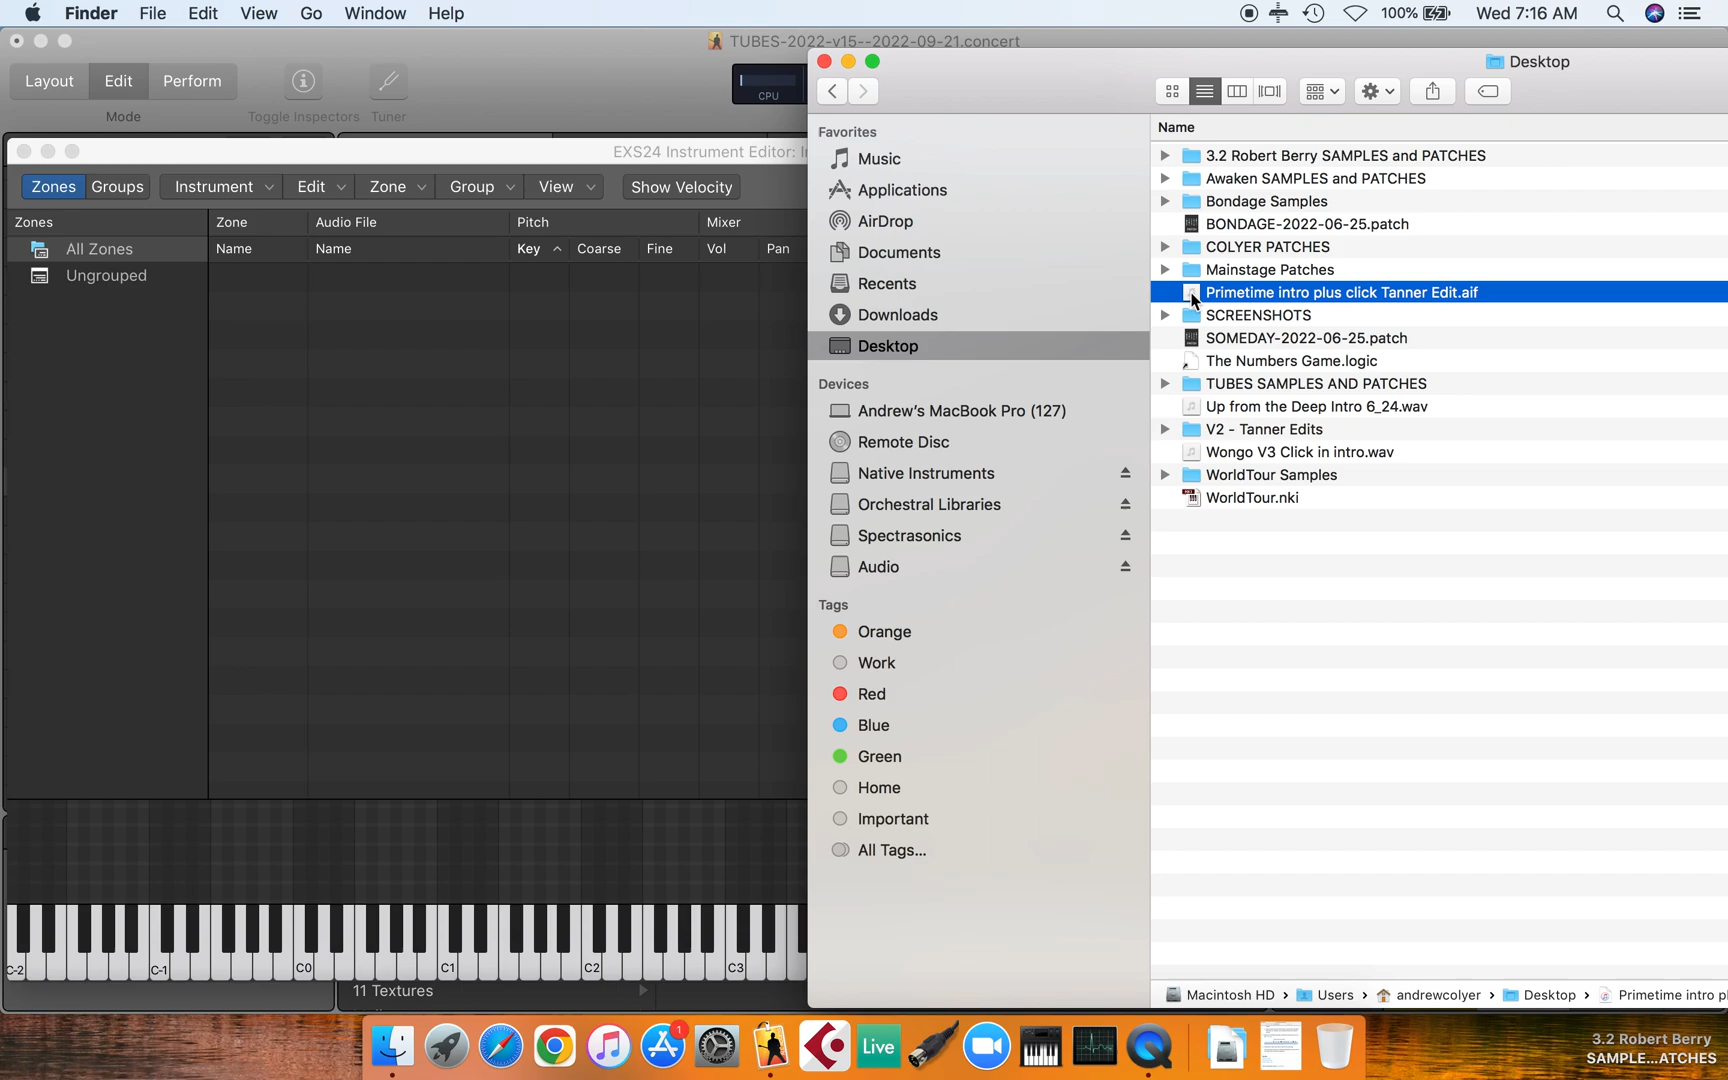 Finder File Edit View Go Window Help 100% Wed 7:16 AM
TUBES-2022-v15--2022-09-21.concert
Layout Edit Perform
Mode Toggle Inspectors Tuner
CPU
EXS24 Instrument Editor:
Zones Groups Instrument Edit Zone Group View Show Velocity
Zones Zone Audio File Pitch Mixer
All Zones Name Name Key Coarse Fine Vol Pan
Ungrouped
C-2 C-1 C0 C1 C2 C3
11 Textures
Desktop
Favorites
Music
Applications
AirDrop
Documents
Recents
Downloads
Desktop
Devices
Andrew's MacBook Pro (127)
Remote Disc
Native Instruments
Orchestral Libraries
Spectrasonics
Audio
Tags
Orange
Work
Red
Blue
Green
Home
Important
All Tags...
Name
3.2 Robert Berry SAMPLES and PATCHES
Awaken SAMPLES and PATCHES
Bondage Samples
BONDAGE-2022-06-25.patch
COLYER PATCHES
Mainstage Patches
Primetime intro plus click Tanner Edit.aif
SCREENSHOTS
SOMEDAY-2022-06-25.patch
The Numbers Game.logic
TUBES SAMPLES AND PATCHES
Up from the Deep Intro 6_24.wav
V2 - Tanner Edits
Wongo V3 Click in intro.wav
WorldTour Samples
WorldTour.nki
Macintosh HD › Users › andrewcolyer › Desktop › Primetime intro pl
1
Live
3.2 Robert Berry
SAMPLE...ATCHES